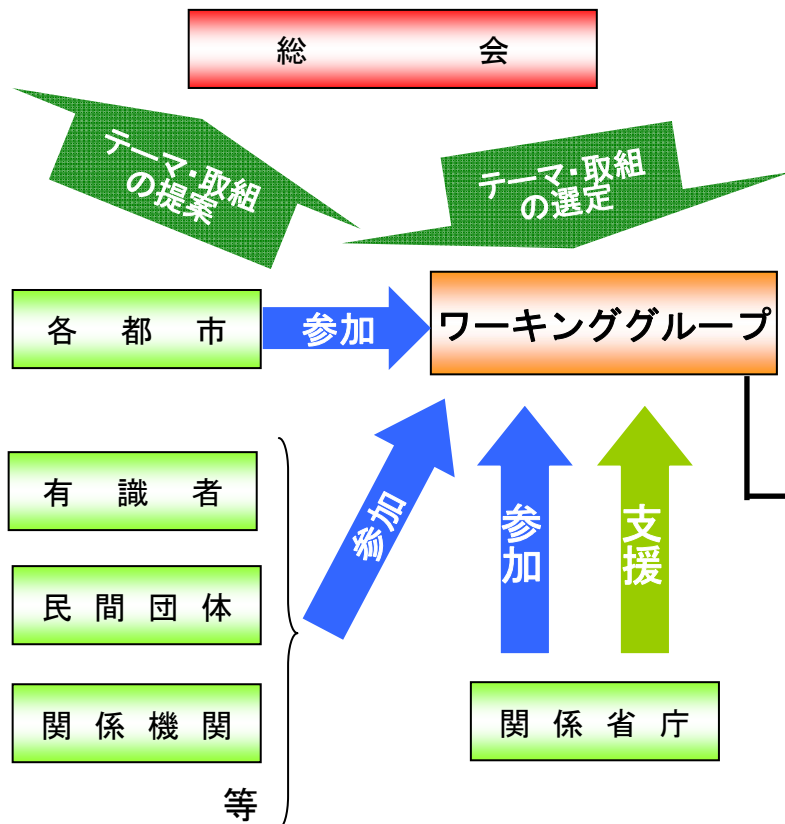 総会
テーマ・取組
の提案
テーマ・取組
の選定
各都市
参加
ワーキンググループ
有識者
参加
参加
支援
民間団体
関係機関
関係省庁
等